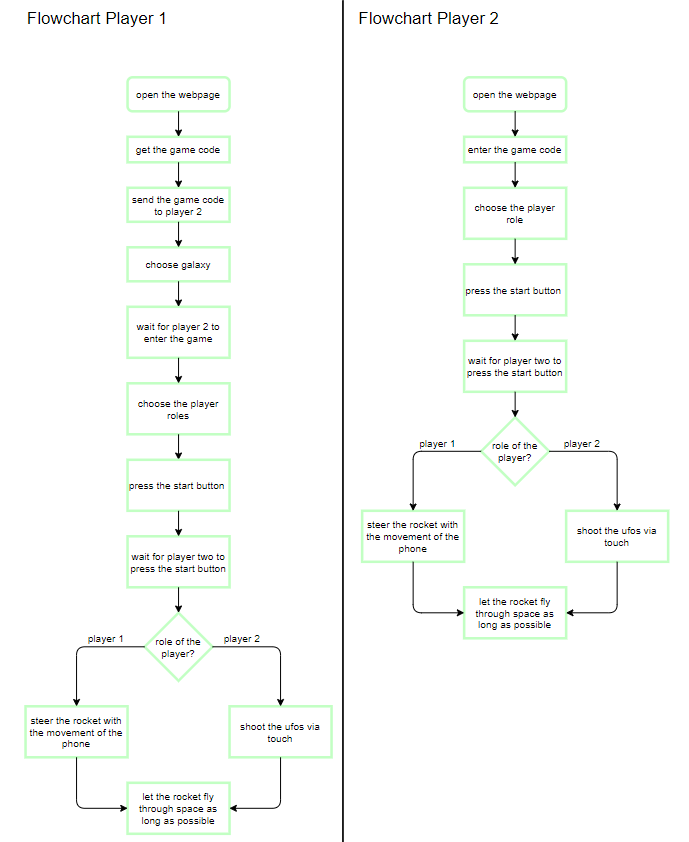 Flowchart Player 1
open the webpage
get the game code
send the game code
to player 2
choose galaxy
wait for player 2 to
enter the game
choose the player
roles
press the start button
wait for player two to
press the start button
role of the
player?
player 1
player 2
steer the rocket with
the movement of the
phone
shoot the ufos via
touch
let the rocket fly
through space as
long as possible
Flowchart Player 2
open the webpage
enter the game code
choose the player
role
press the start button
wait for player two to
press the start button
role of the
player?
player 1
player 2
steer the rocket with
the movement of the
phone
shoot the ufos via
touch
let the rocket fly
through space as
long as possible